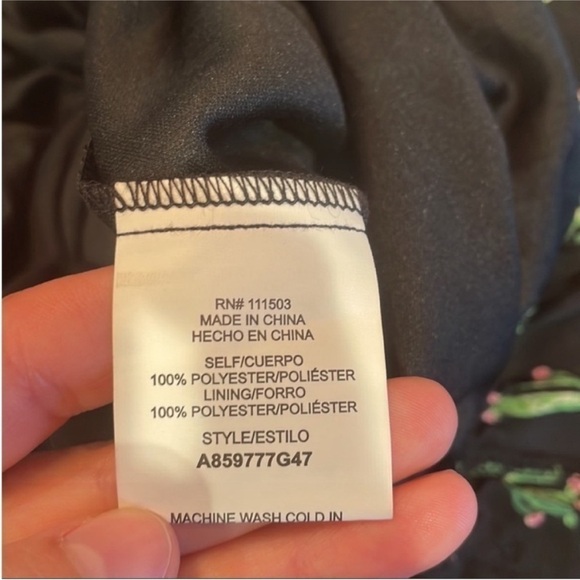 RN# 111503
MADE IN CHINA
HECHO EN CHINA
SELF/CUERPO
100% POLYESTER/POLIÉSTER
LINING/FORRO
100% POLYESTER/POLIÉSTER
STYLE/ESTILO
A859777G47
MACHINE WASH COLD IN